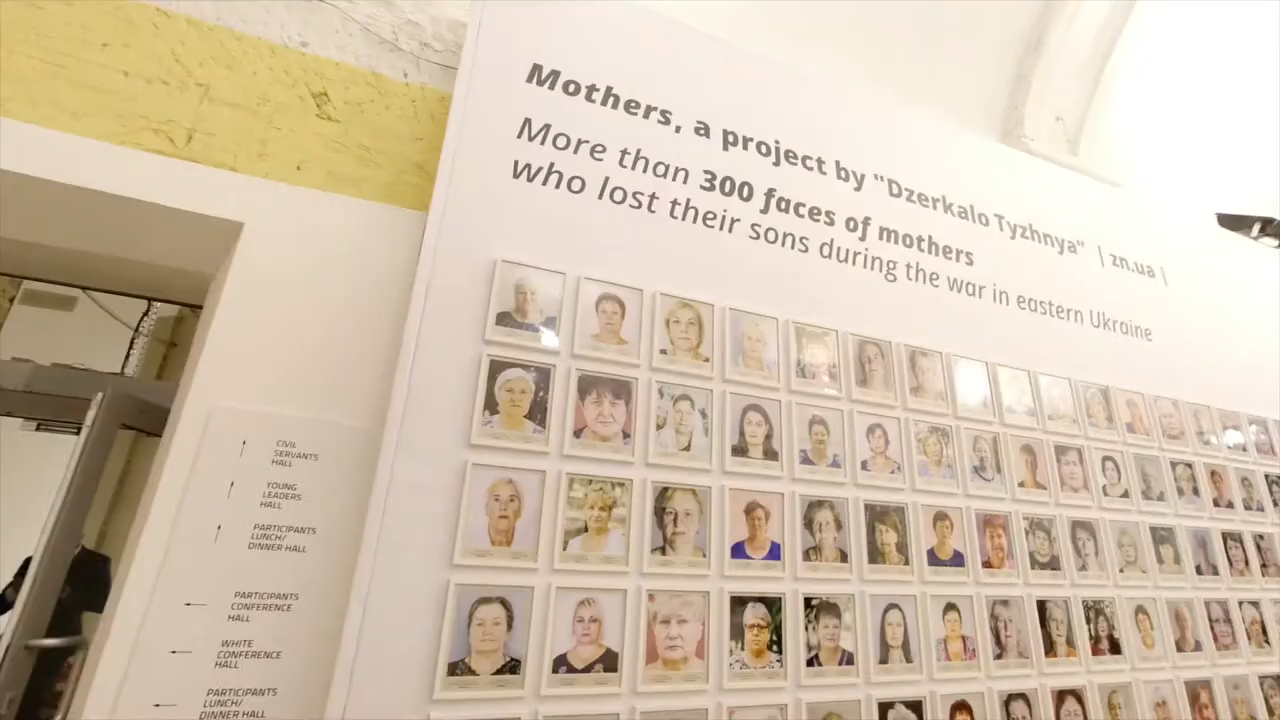 Mothers, a project by "Dzerkalo Tyzhnya" | zn.ua |
More than 300 faces of mothers
who lost their sons during the war in eastern Ukraine
CIVIL
SERVANTS
HALL
YOUNG
LEADERS
HALL
PARTICIPANTS
LUNCH/
DINNER HALL
PARTICIPANTS
CONFERENCE
HALL
WHITE
CONFERENCE
HALL
PARTICIPANTS
LUNCH/
DINNER HALL